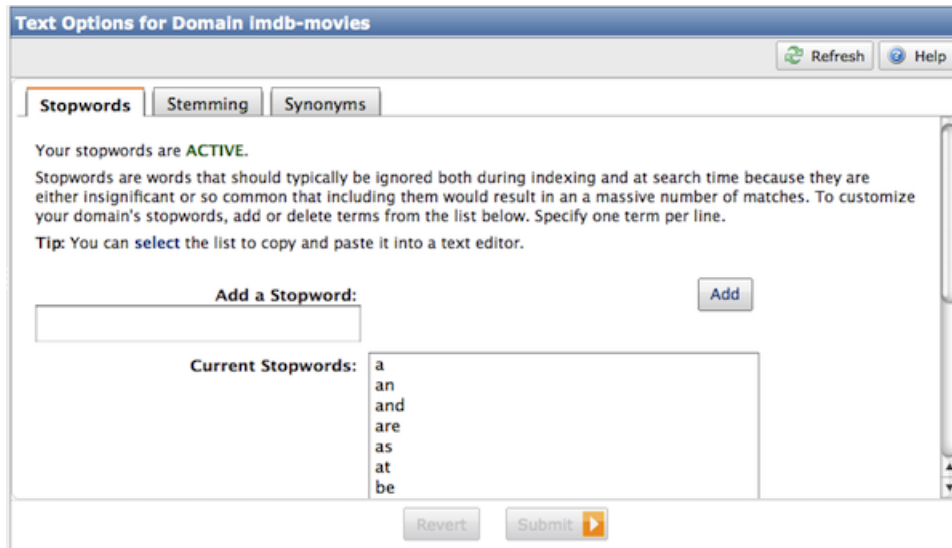 Text Options for Domain imdb-movies
Refresh Help
Stopwords Stemming Synonyms
Your stopwords are ACTIVE.
Stopwords are words that should typically be ignored both during indexing and at search time because they are
either insignificant or so common that including them would result in an a massive number of matches. To customize
your domain's stopwords, add or delete terms from the list below. Specify one term per line.
Tip: You can select the list to copy and paste it into a text editor.
Add a Stopword: Add
Current Stopwords: a
an
and
are
as
at
be
Revert Submit